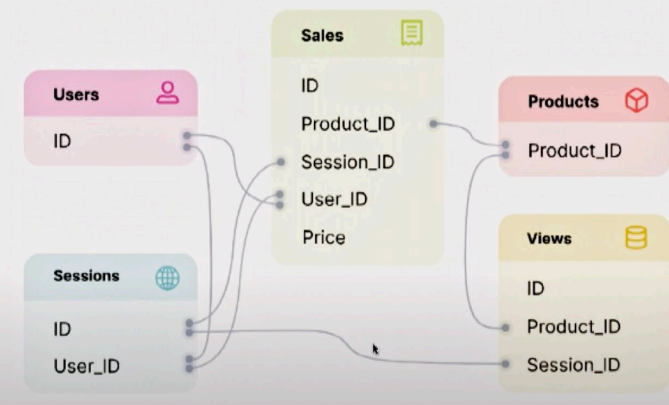 Users
ID
Sessions
ID
User_ID
Sales
ID
Product_ID
Session_ID
User_ID
Price
Products
Product_ID
Views
ID
Product_ID
Session_ID